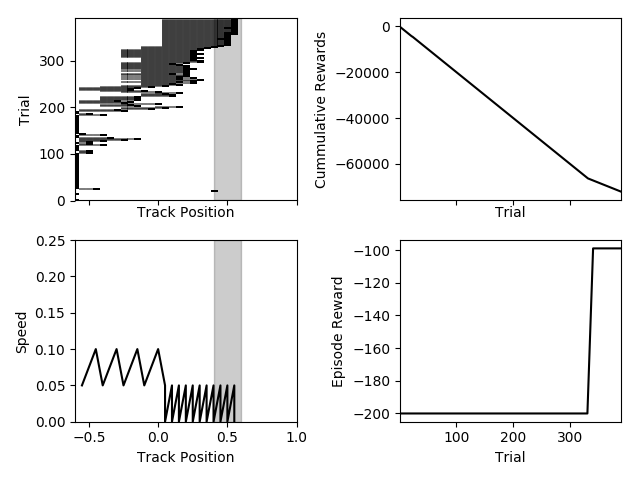 300
200
100
0
Trial
Track Position
0
−20000
−40000
−60000
Cummulative Rewards
Trial
0.25
0.20
0.15
0.10
0.05
0.00
Speed
−0.5 0.0 0.5 1.0
Track Position
−100
−120
−140
−160
−180
−200
Episode Reward
100 200 300
Trial